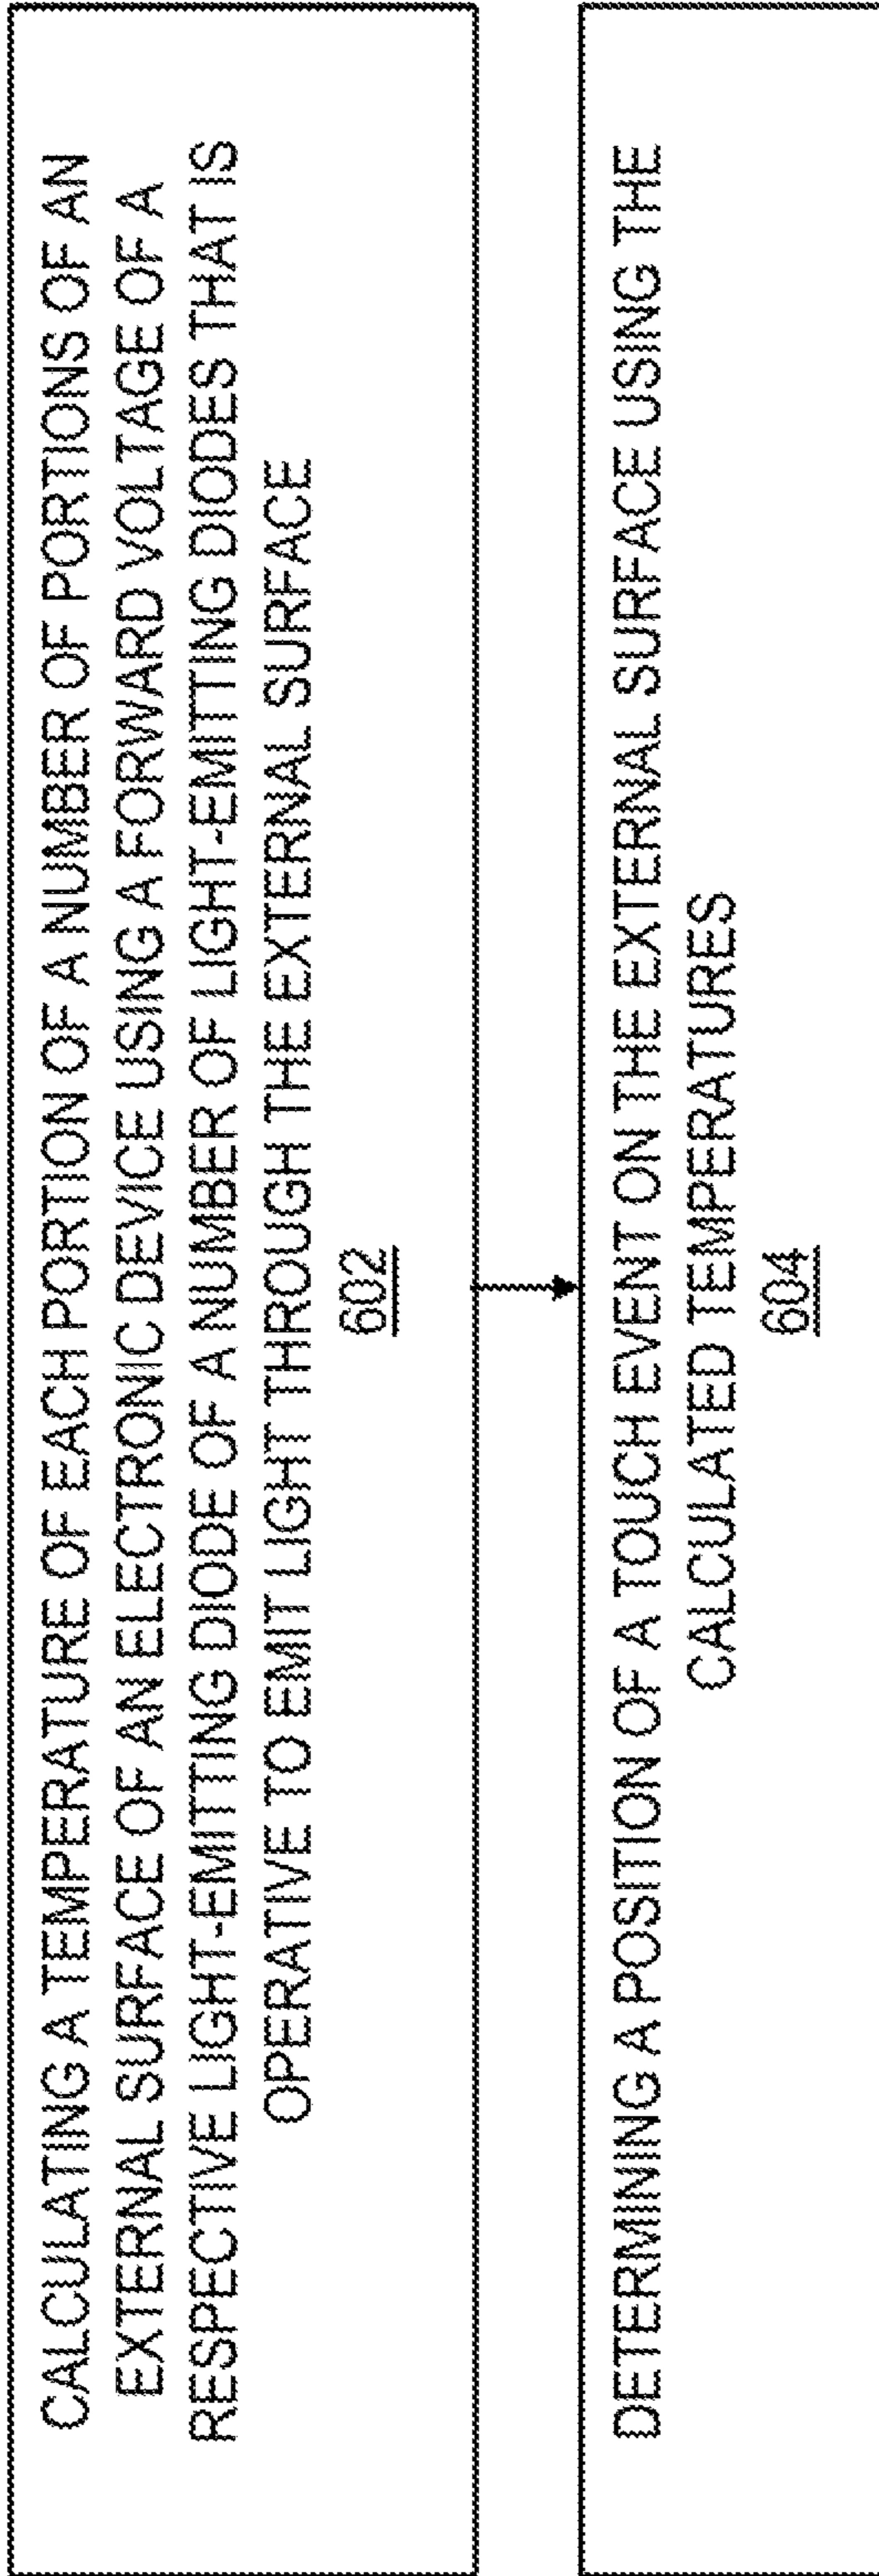 CALCULATING A TEMPERATURE OF EACH PORTION OF A NUMBER OF PORTIONS OF AN
EXTERNAL SURFACE OF AN ELECTRONIC DEVICE USING A FORWARD VOLTAGE OF A
RESPECTIVE LIGHT-EMITTING DIODE OF A NUMBER OF LIGHT-EMITTING DIODES THAT IS
OPERATIVE TO EMIT LIGHT THROUGH THE EXTERNAL SURFACE
602
DETERMINING A POSITION OF A TOUCH EVENT ON THE EXTERNAL SURFACE USING THE
CALCULATED TEMPERATURES
604